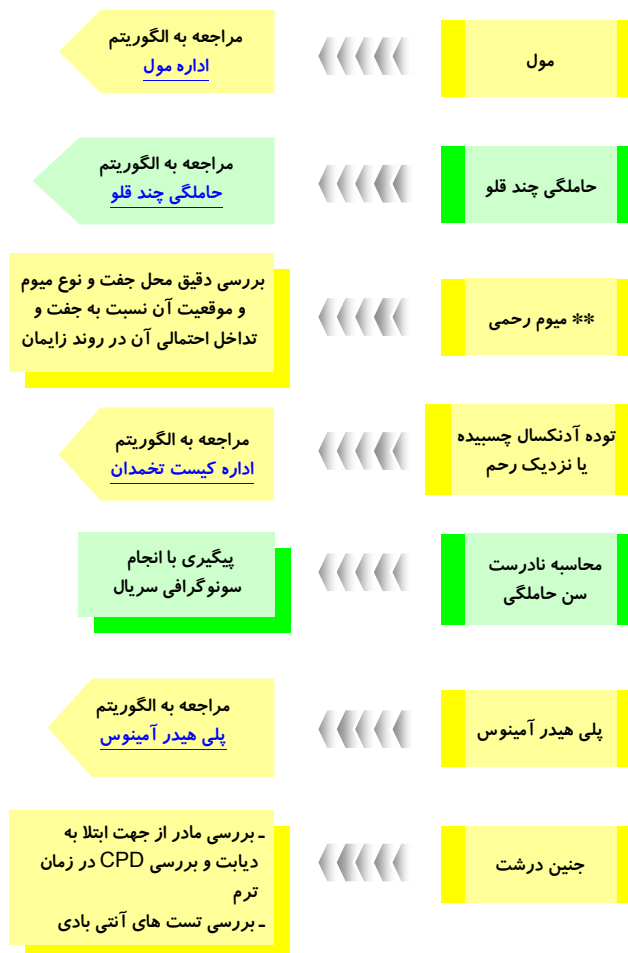 مول
مراجعه به الگوریتم
اداره مول
حاملگی چند قلو
مراجعه به الگوریتم
حاملگی چند قلو
** میوم رحمی
بررسی دقیق محل جفت و نوع میوم
و موقعیت آن نسبت به جفت و
تداخل احتمالی آن در روند زایمان
توده آدنکسال چسبیده
یا نزدیک رحم
مراجعه به الگوریتم
اداره کیست تخمدان
محاسبه نادرست
سن حاملگی
پیگیری با انجام
سونوگرافی سریال
پلی هیدر آمینوس
مراجعه به الگوریتم
پلی هیدر آمینوس
جنین درشت
ـ بررسی مادر از جهت ابتلا به
دیابت و بررسی CPD در زمان
ترم
ـ بررسی تست های آنتی بادی